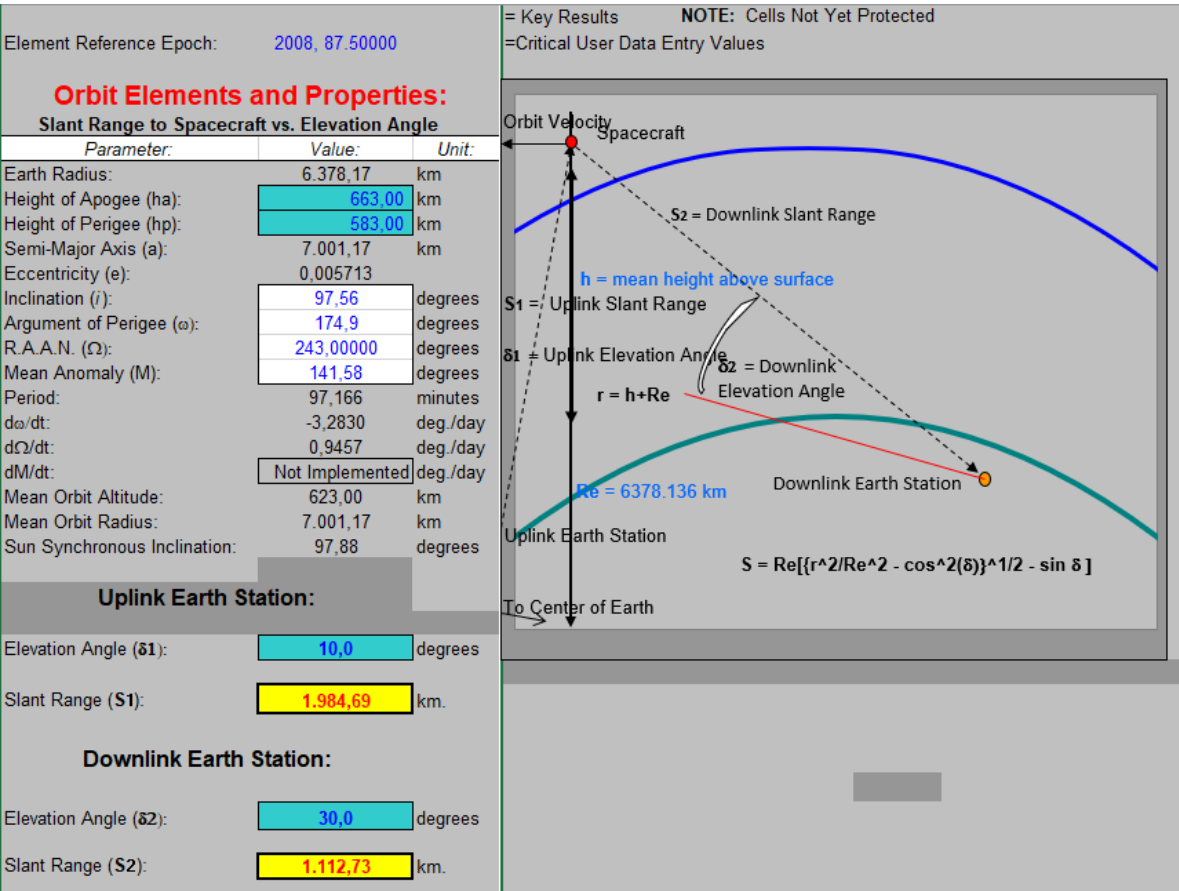 Element Reference Epoch: 2008, 87.50000
Orbit Elements and Properties:
Slant Range to Spacecraft vs. Elevation Angle
Parameter: Value: Unit:
Earth Radius: 6.378,17 km
Height of Apogee (ha): 663,00 km
Height of Perigee (hp): 583,00 km
Semi-Major Axis (a): 7.001,17 km
Eccentricity (e): 0,005713
Inclination (i): 97,56 degrees
Argument of Perigee (ω): 174,9 degrees
R.A.A.N. (Ω): 243,00000 degrees
Mean Anomaly (M): 141,58 degrees
Period: 97,166 minutes
dω/dt: -3,2830 deg./day
dΩ/dt: 0,9457 deg./day
dM/dt: Not Implemented deg./day
Mean Orbit Altitude: 623,00 km
Mean Orbit Radius: 7.001,17 km
Sun Synchronous Inclination: 97,88 degrees
Uplink Earth Station:
Elevation Angle (δ1): 10,0 degrees
Slant Range (S1): 1.984,69 km.
Downlink Earth Station:
Elevation Angle (δ2): 30,0 degrees
Slant Range (S2): 1.112,73 km.
= Key Results NOTE: Cells Not Yet Protected
=Critical User Data Entry Values
Orbit Velocity
Spacecraft
S2 = Downlink Slant Range
h = mean height above surface
S1 = Uplink Slant Range
δ1 = Uplink Elevation Angle
δ2 = Downlink
Elevation Angle
r = h+Re
Downlink Earth Station
Re = 6378.136 km
Uplink Earth Station
S = Re[{r^2/Re^2 - cos^2(δ)}^1/2 - sin δ ]
To Center of Earth